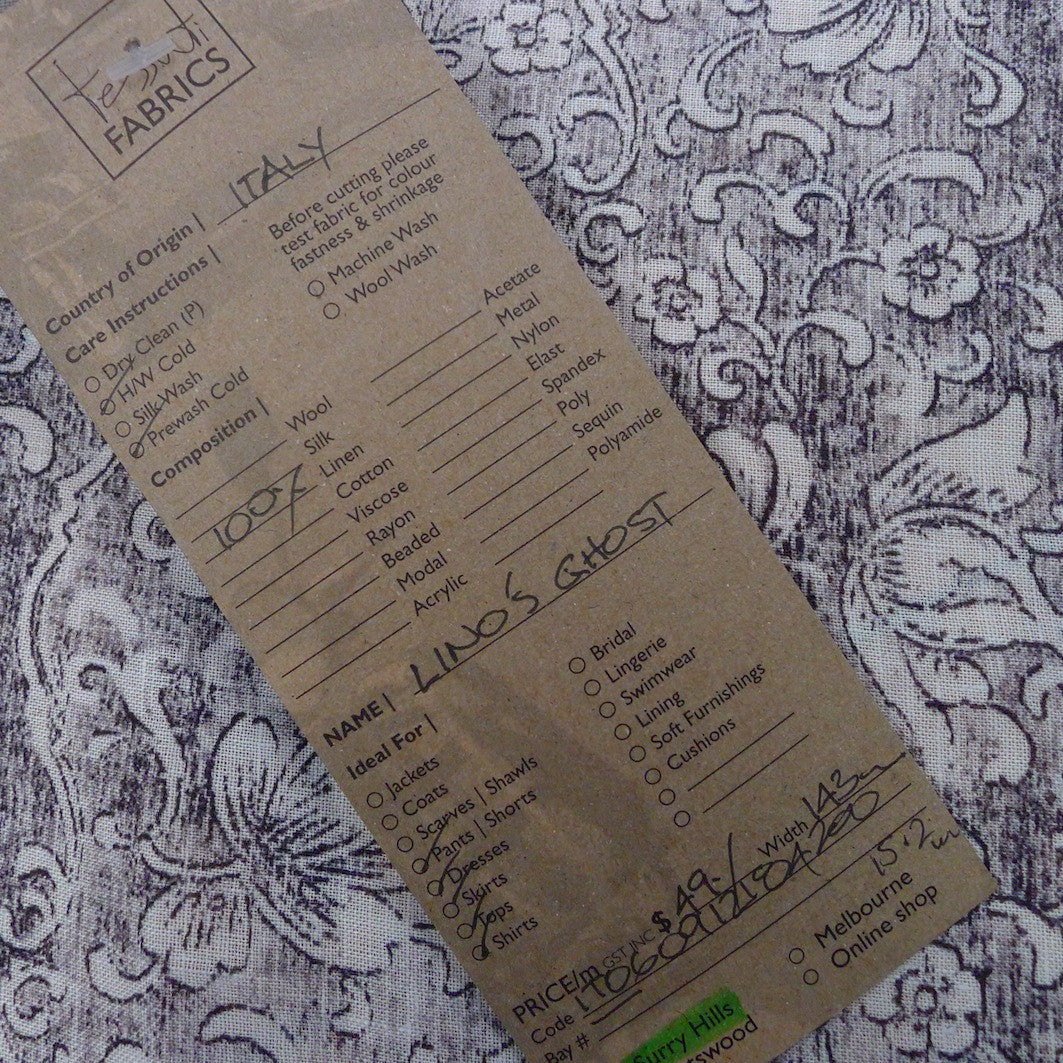 tessuti
FABRICS
Country of Origin | ITALY
Care Instructions |
Before cutting please
test fabric for colour
fastness & shrinkage
Dry Clean (P)
H/W Cold
Silk Wash
Prewash Cold
Machine Wash
Wool Wash
Composition |
Wool
Silk
100% Linen
Cotton
Viscose
Rayon
Beaded
Modal
Acrylic
Acetate
Metal
Nylon
Elast
Spandex
Poly
Sequin
Polyamide
NAME | LINO'S GHOST
Ideal For |
Jackets
Coats
Scarves | Shawls
Pants | Shorts
Dresses
Skirts
Tops
Shirts
Bridal
Lingerie
Swimwear
Lining
Soft Furnishings
Cushions
PRICE/m GST INC $ 49.- Width 143
Code
Bay # 15.2
Surry Hills
Melbourne
Online shop